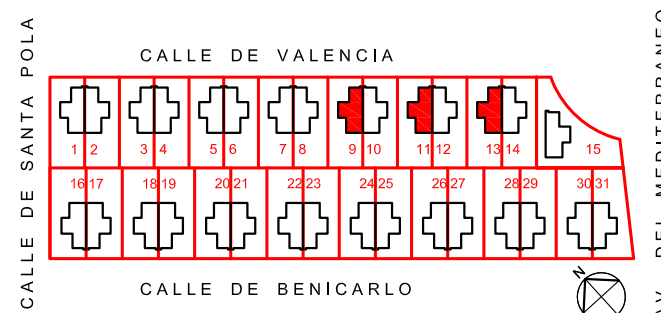 CALLE DE SANTA POLA
CALLE DE VALENCIA
1 2 3 4 5 6 7 8 9 10 11 12 13 14 15
16 17 18 19 20 21 22 23 24 25 26 27 28 29 30 31
CALLE DE BENICARLO
N
DEL MEDITERRANEO